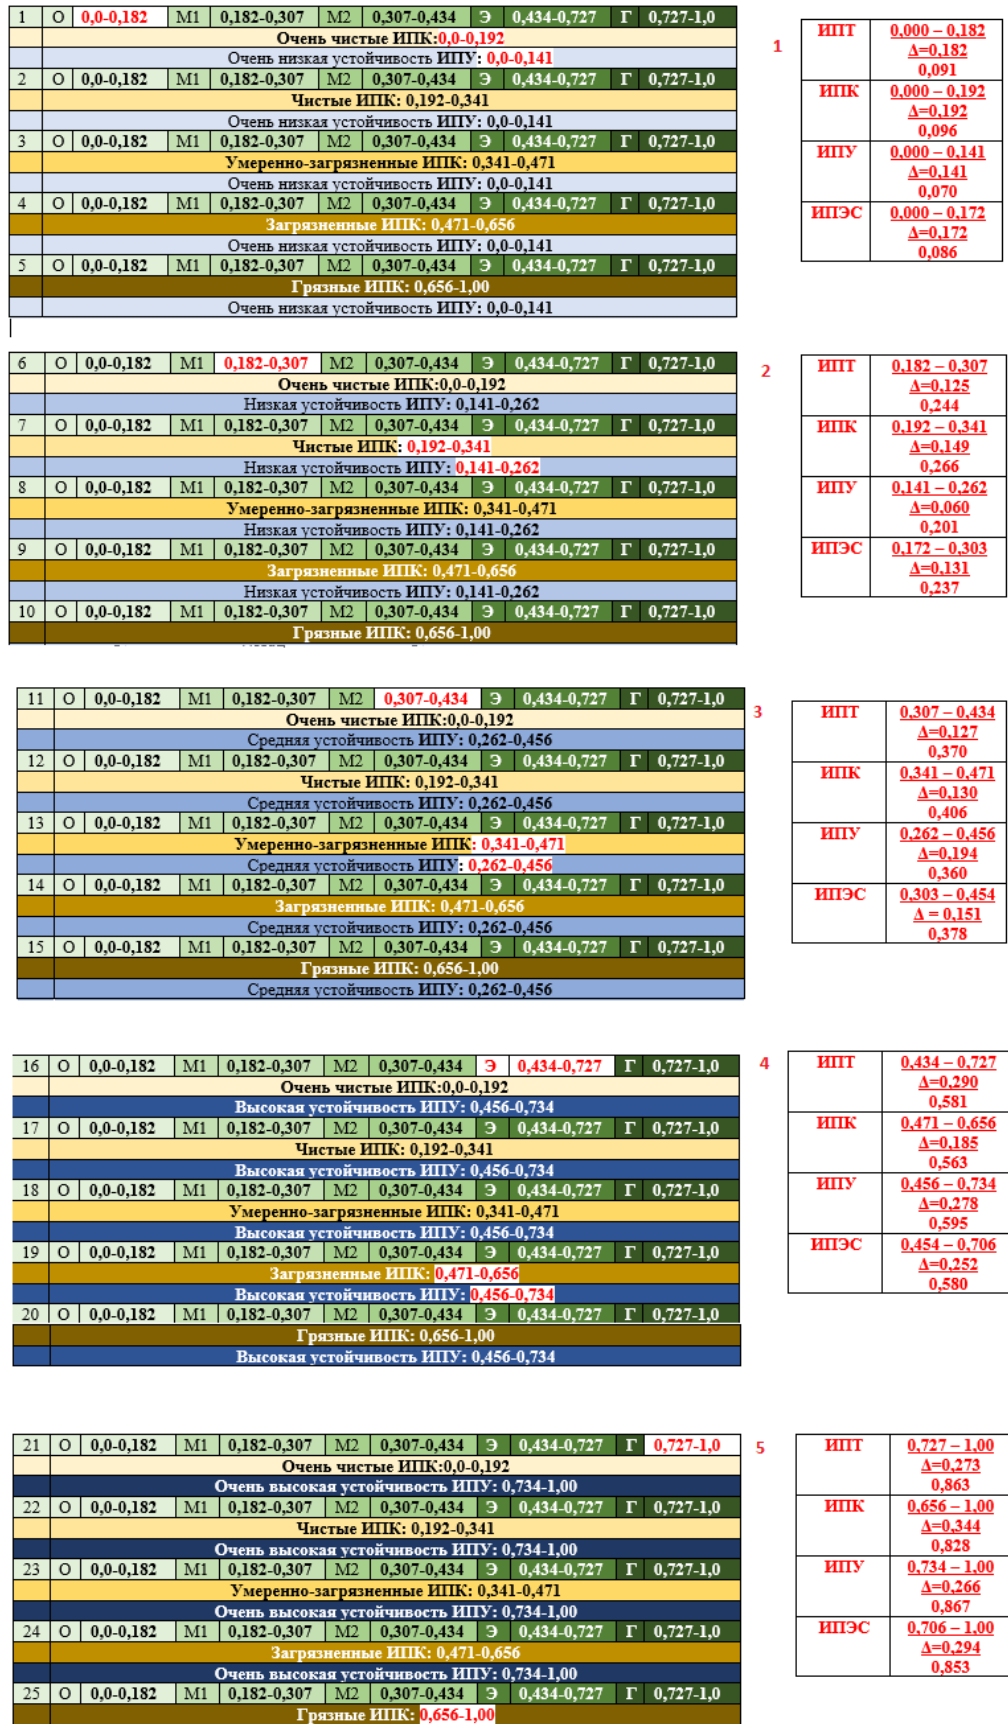 1 О 0,0-0,182 М1 0,182-0,307 М2 0,307-0,434 Э 0,434-0,727 Г 0,727-1,0
Очень чистые ИПК:0,0-0,192
Очень низкая устойчивость ИПУ: 0,0-0,141
2 О 0,0-0,182 М1 0,182-0,307 М2 0,307-0,434 Э 0,434-0,727 Г 0,727-1,0
Чистые ИПК: 0,192-0,341
Очень низкая устойчивость ИПУ: 0,0-0,141
3 О 0,0-0,182 М1 0,182-0,307 М2 0,307-0,434 Э 0,434-0,727 Г 0,727-1,0
Умеренно-загрязненные ИПК: 0,341-0,471
Очень низкая устойчивость ИПУ: 0,0-0,141
4 О 0,0-0,182 М1 0,182-0,307 М2 0,307-0,434 Э 0,434-0,727 Г 0,727-1,0
Загрязненные ИПК: 0,471-0,656
Очень низкая устойчивость ИПУ: 0,0-0,141
5 О 0,0-0,182 М1 0,182-0,307 М2 0,307-0,434 Э 0,434-0,727 Г 0,727-1,0
Грязные ИПК: 0,656-1,00
Очень низкая устойчивость ИПУ: 0,0-0,141
1
ИПТ 0,000 – 0,182
Δ=0,182
0,091
ИПК 0,000 – 0,192
Δ=0,192
0,096
ИПУ 0,000 – 0,141
Δ=0,141
0,070
ИПЭС 0,000 – 0,172
Δ=0,172
0,086
6 О 0,0-0,182 М1 0,182-0,307 М2 0,307-0,434 Э 0,434-0,727 Г 0,727-1,0
Очень чистые ИПК:0,0-0,192
Низкая устойчивость ИПУ: 0,141-0,262
7 О 0,0-0,182 М1 0,182-0,307 М2 0,307-0,434 Э 0,434-0,727 Г 0,727-1,0
Чистые ИПК: 0,192-0,341
Низкая устойчивость ИПУ: 0,141-0,262
8 О 0,0-0,182 М1 0,182-0,307 М2 0,307-0,434 Э 0,434-0,727 Г 0,727-1,0
Умеренно-загрязненные ИПК: 0,341-0,471
Низкая устойчивость ИПУ: 0,141-0,262
9 О 0,0-0,182 М1 0,182-0,307 М2 0,307-0,434 Э 0,434-0,727 Г 0,727-1,0
Загрязненные ИПК: 0,471-0,656
Низкая устойчивость ИПУ: 0,141-0,262
10 О 0,0-0,182 М1 0,182-0,307 М2 0,307-0,434 Э 0,434-0,727 Г 0,727-1,0
Грязные ИПК: 0,656-1,00
2
ИПТ 0,182 – 0,307
Δ=0,125
0,244
ИПК 0,192 – 0,341
Δ=0,149
0,266
ИПУ 0,141 – 0,262
Δ=0,060
0,201
ИПЭС 0,172 – 0,303
Δ=0,131
0,237
11 О 0,0-0,182 М1 0,182-0,307 М2 0,307-0,434 Э 0,434-0,727 Г 0,727-1,0
Очень чистые ИПК:0,0-0,192
Средняя устойчивость ИПУ: 0,262-0,456
12 О 0,0-0,182 М1 0,182-0,307 М2 0,307-0,434 Э 0,434-0,727 Г 0,727-1,0
Чистые ИПК: 0,192-0,341
Средняя устойчивость ИПУ: 0,262-0,456
13 О 0,0-0,182 М1 0,182-0,307 М2 0,307-0,434 Э 0,434-0,727 Г 0,727-1,0
Умеренно-загрязненные ИПК: 0,341-0,471
Средняя устойчивость ИПУ: 0,262-0,456
14 О 0,0-0,182 М1 0,182-0,307 М2 0,307-0,434 Э 0,434-0,727 Г 0,727-1,0
Загрязненные ИПК: 0,471-0,656
Средняя устойчивость ИПУ: 0,262-0,456
15 О 0,0-0,182 М1 0,182-0,307 М2 0,307-0,434 Э 0,434-0,727 Г 0,727-1,0
Грязные ИПК: 0,656-1,00
Средняя устойчивость ИПУ: 0,262-0,456
3
ИПТ 0,307 – 0,434
Δ=0,127
0,370
ИПК 0,341 – 0,471
Δ=0,130
0,406
ИПУ 0,262 – 0,456
Δ=0,194
0,360
ИПЭС 0,303 – 0,454
Δ = 0,151
0,378
16 О 0,0-0,182 М1 0,182-0,307 М2 0,307-0,434 Э 0,434-0,727 Г 0,727-1,0
Очень чистые ИПК:0,0-0,192
Высокая устойчивость ИПУ: 0,456-0,734
17 О 0,0-0,182 М1 0,182-0,307 М2 0,307-0,434 Э 0,434-0,727 Г 0,727-1,0
Чистые ИПК: 0,192-0,341
Высокая устойчивость ИПУ: 0,456-0,734
18 О 0,0-0,182 М1 0,182-0,307 М2 0,307-0,434 Э 0,434-0,727 Г 0,727-1,0
Умеренно-загрязненные ИПК: 0,341-0,471
Высокая устойчивость ИПУ: 0,456-0,734
19 О 0,0-0,182 М1 0,182-0,307 М2 0,307-0,434 Э 0,434-0,727 Г 0,727-1,0
Загрязненные ИПК: 0,471-0,656
Высокая устойчивость ИПУ: 0,456-0,734
20 О 0,0-0,182 М1 0,182-0,307 М2 0,307-0,434 Э 0,434-0,727 Г 0,727-1,0
Грязные ИПК: 0,656-1,00
Высокая устойчивость ИПУ: 0,456-0,734
4
ИПТ 0,434 – 0,727
Δ=0,290
0,581
ИПК 0,471 – 0,656
Δ=0,185
0,563
ИПУ 0,456 – 0,734
Δ=0,278
0,595
ИПЭС 0,454 – 0,706
Δ=0,252
0,580
21 О 0,0-0,182 М1 0,182-0,307 М2 0,307-0,434 Э 0,434-0,727 Г 0,727-1,0
Очень чистые ИПК:0,0-0,192
Очень высокая устойчивость ИПУ: 0,734-1,00
22 О 0,0-0,182 М1 0,182-0,307 М2 0,307-0,434 Э 0,434-0,727 Г 0,727-1,0
Чистые ИПК: 0,192-0,341
Очень высокая устойчивость ИПУ: 0,734-1,00
23 О 0,0-0,182 М1 0,182-0,307 М2 0,307-0,434 Э 0,434-0,727 Г 0,727-1,0
Умеренно-загрязненные ИПК: 0,341-0,471
Очень высокая устойчивость ИПУ: 0,734-1,00
24 О 0,0-0,182 М1 0,182-0,307 М2 0,307-0,434 Э 0,434-0,727 Г 0,727-1,0
Загрязненные ИПК: 0,471-0,656
Очень высокая устойчивость ИПУ: 0,734-1,00
25 О 0,0-0,182 М1 0,182-0,307 М2 0,307-0,434 Э 0,434-0,727 Г 0,727-1,0
Грязные ИПК: 0,656-1,00
5
ИПТ 0,727 – 1,00
Δ=0,273
0,863
ИПК 0,656 – 1,00
Δ=0,344
0,828
ИПУ 0,734 – 1,00
Δ=0,266
0,867
ИПЭС 0,706 – 1,00
Δ=0,294
0,853